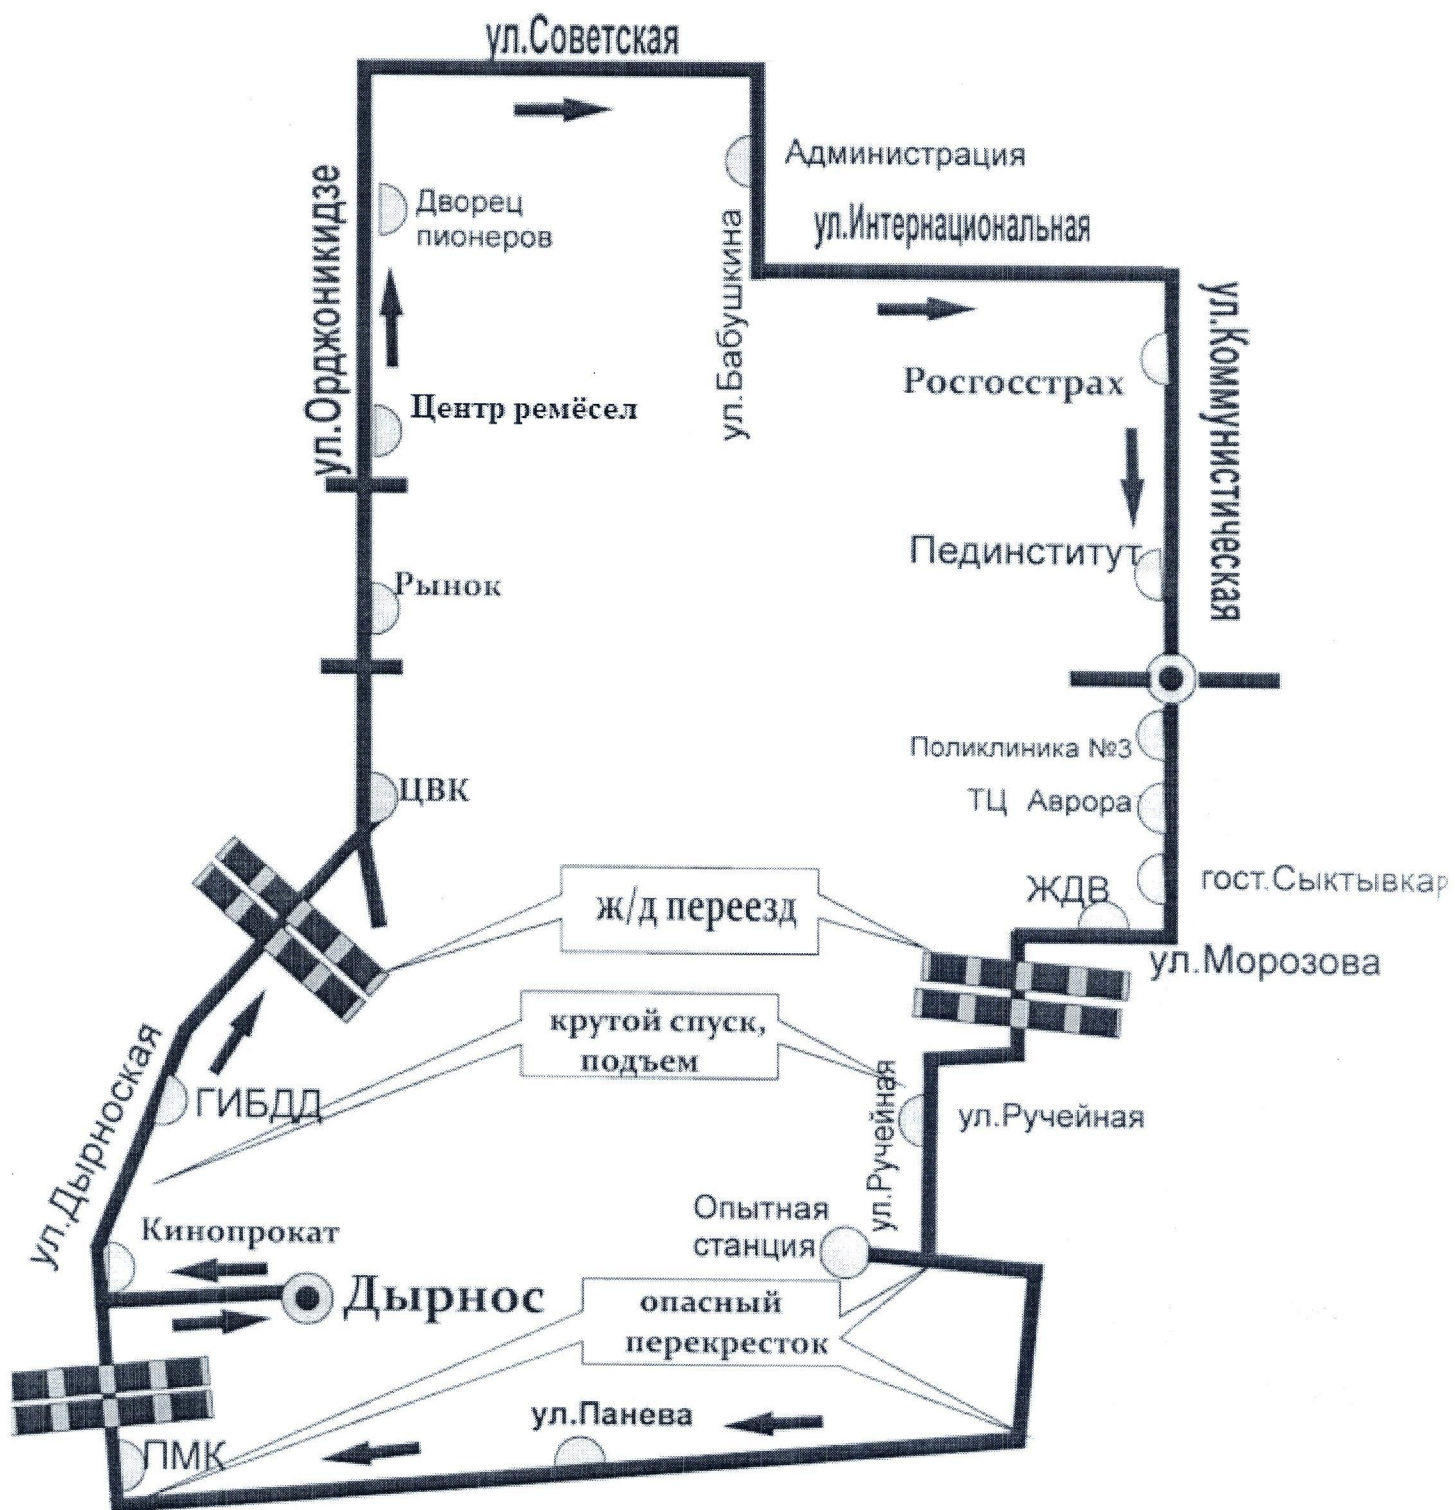 ул.Советская
Администрация
Дворец
пионеров
ул.Орджоникидзе
ул.Бабушкина
ул.Интернациональная
ул.Коммунистическая
Росгосстрах
Центр ремёсел
Пединститут
Рынок
Поликлиника №3
ТЦ Аврора
ЦВК
ЖДВ
гост.Сыктывкар
ж/д переезд
ул.Морозова
крутой спуск,
подъем
ул.Дырноская
ГИБДД
ул.Ручейная
ул.Ручейная
Опытная
станция
Кинопрокат
Дырнос
опасный
перекресток
ул.Панева
ПМК